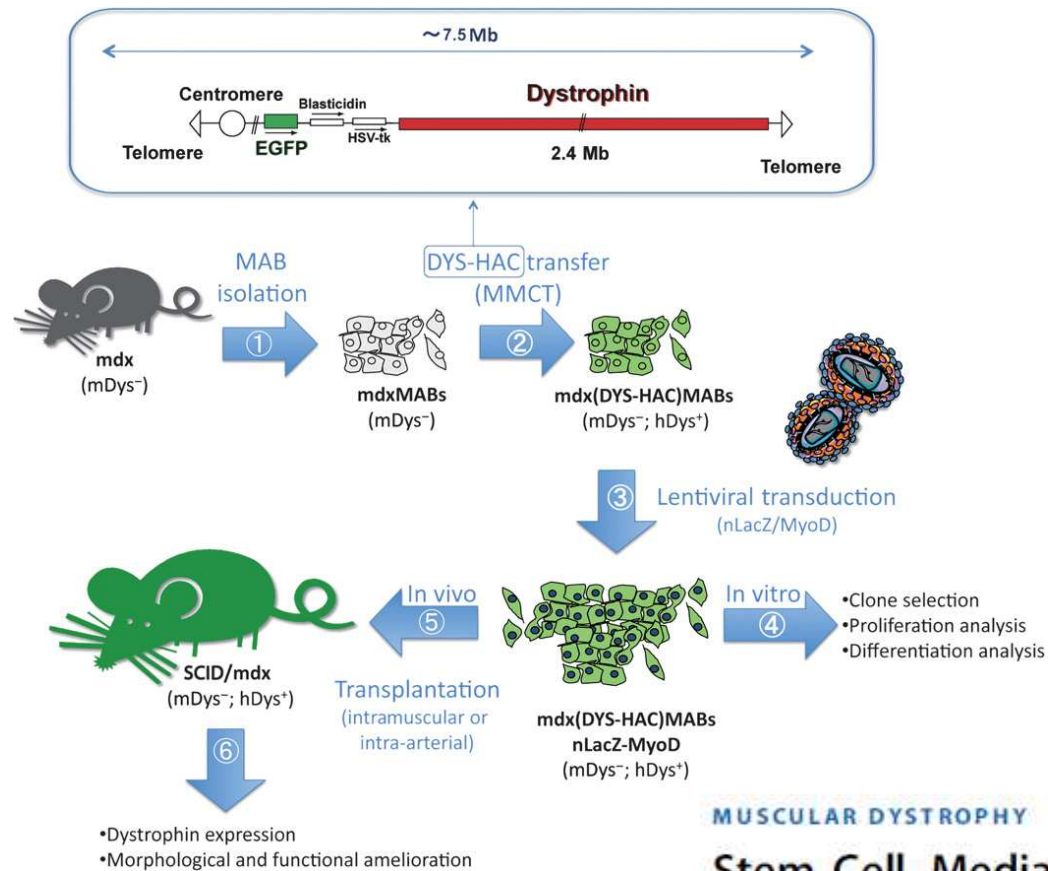 ~7.5 Mb
Centromere
Blasticidin
Dystrophin
Telomere
EGFP
HSV-tk
2.4 Mb
Telomere
MAB
isolation
DYS-HAC transfer
(MMCT)
①
②
mdx
(mDys⁻)
mdxMABs
(mDys⁻)
mdx(DYS-HAC)MABs
(mDys⁻; hDys⁺)
③
Lentiviral transduction
(nLacZ/MyoD)
In vivo
⑤
In vitro
④
•Clone selection
•Proliferation analysis
•Differentiation analysis
SCID/mdx
(mDys⁻; hDys⁺)
Transplantation
(intramuscular or
intra-arterial)
mdx(DYS-HAC)MABs
nLacZ-MyoD
(mDys⁻; hDys⁺)
⑥
•Dystrophin expression
•Morphological and functional amelioration
MUSCULAR DYSTROPHY
Stem Cell